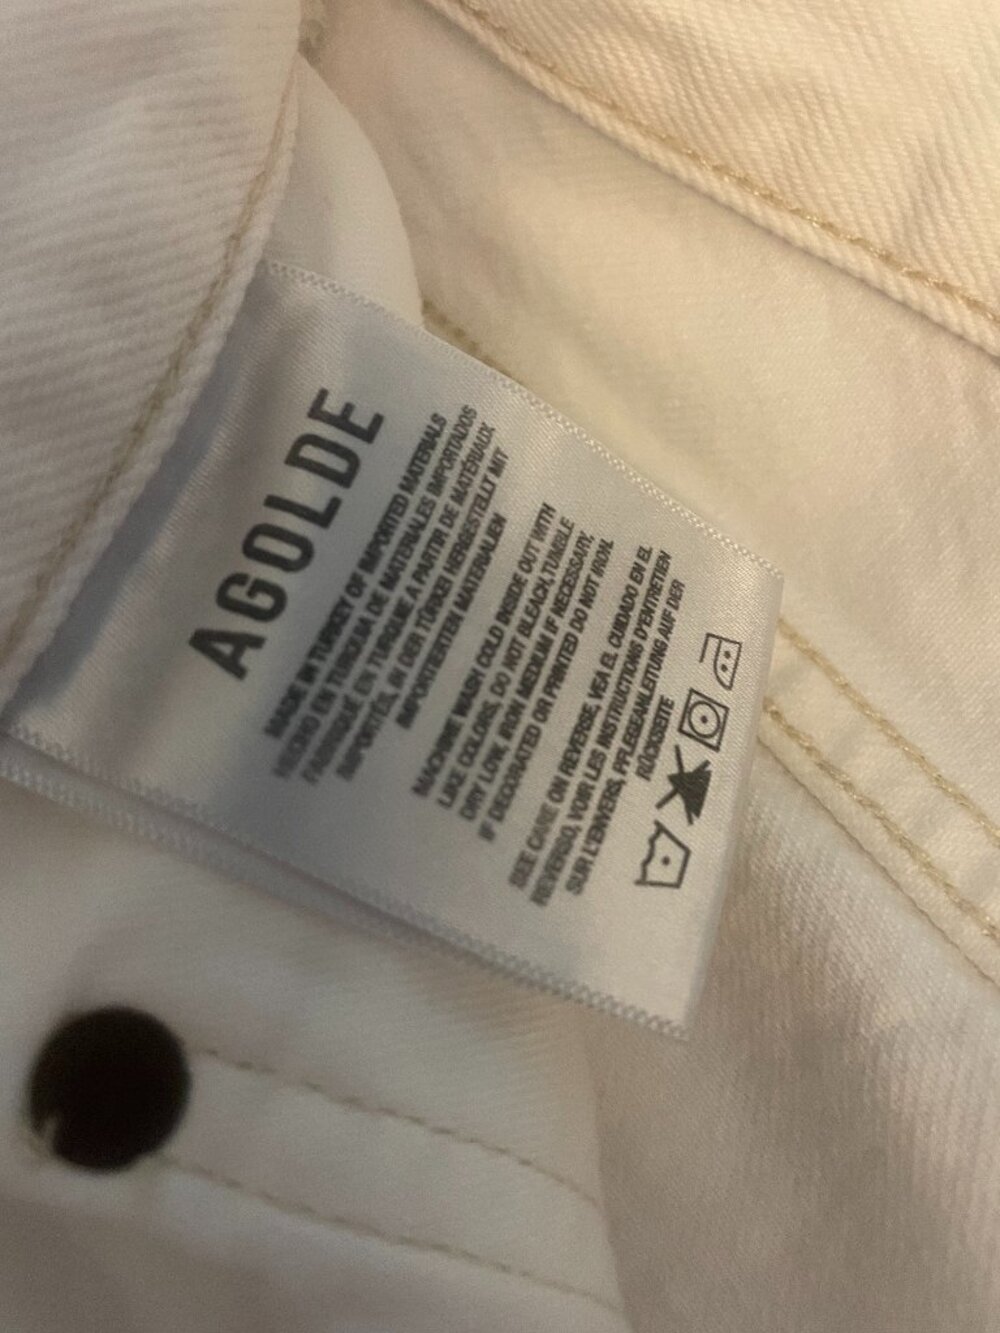 AGOLDE
MADE IN TURKEY OF IMPORTED MATERIALS
HECHO EN TURQUIA DE MATERIALES IMPORTADOS
FABRIQUÉ EN TURQUIE À PARTIR DE MATÉRIAUX
IMPORTÉS, IN DER TÜRKEI HERGESTELLT MIT
IMPORTIERTEN MATERIALIEN
MACHINE WASH COLD INSIDE OUT WITH
LIKE COLORS, DO NOT BLEACH, TUMBLE
DRY LOW, IRON MEDIUM IF NECESSARY,
IF DECORATED OR PRINTED DO NOT IRON.
SEE CARE ON REVERSE, VEA EL CUIDADO EN EL
REVERSO, VOIR LES INSTRUCTIONS D'ENTRETIEN
SUR L'ENVERS, PFLEGEANLEITUNG AUF DER
RÜCKSEITE